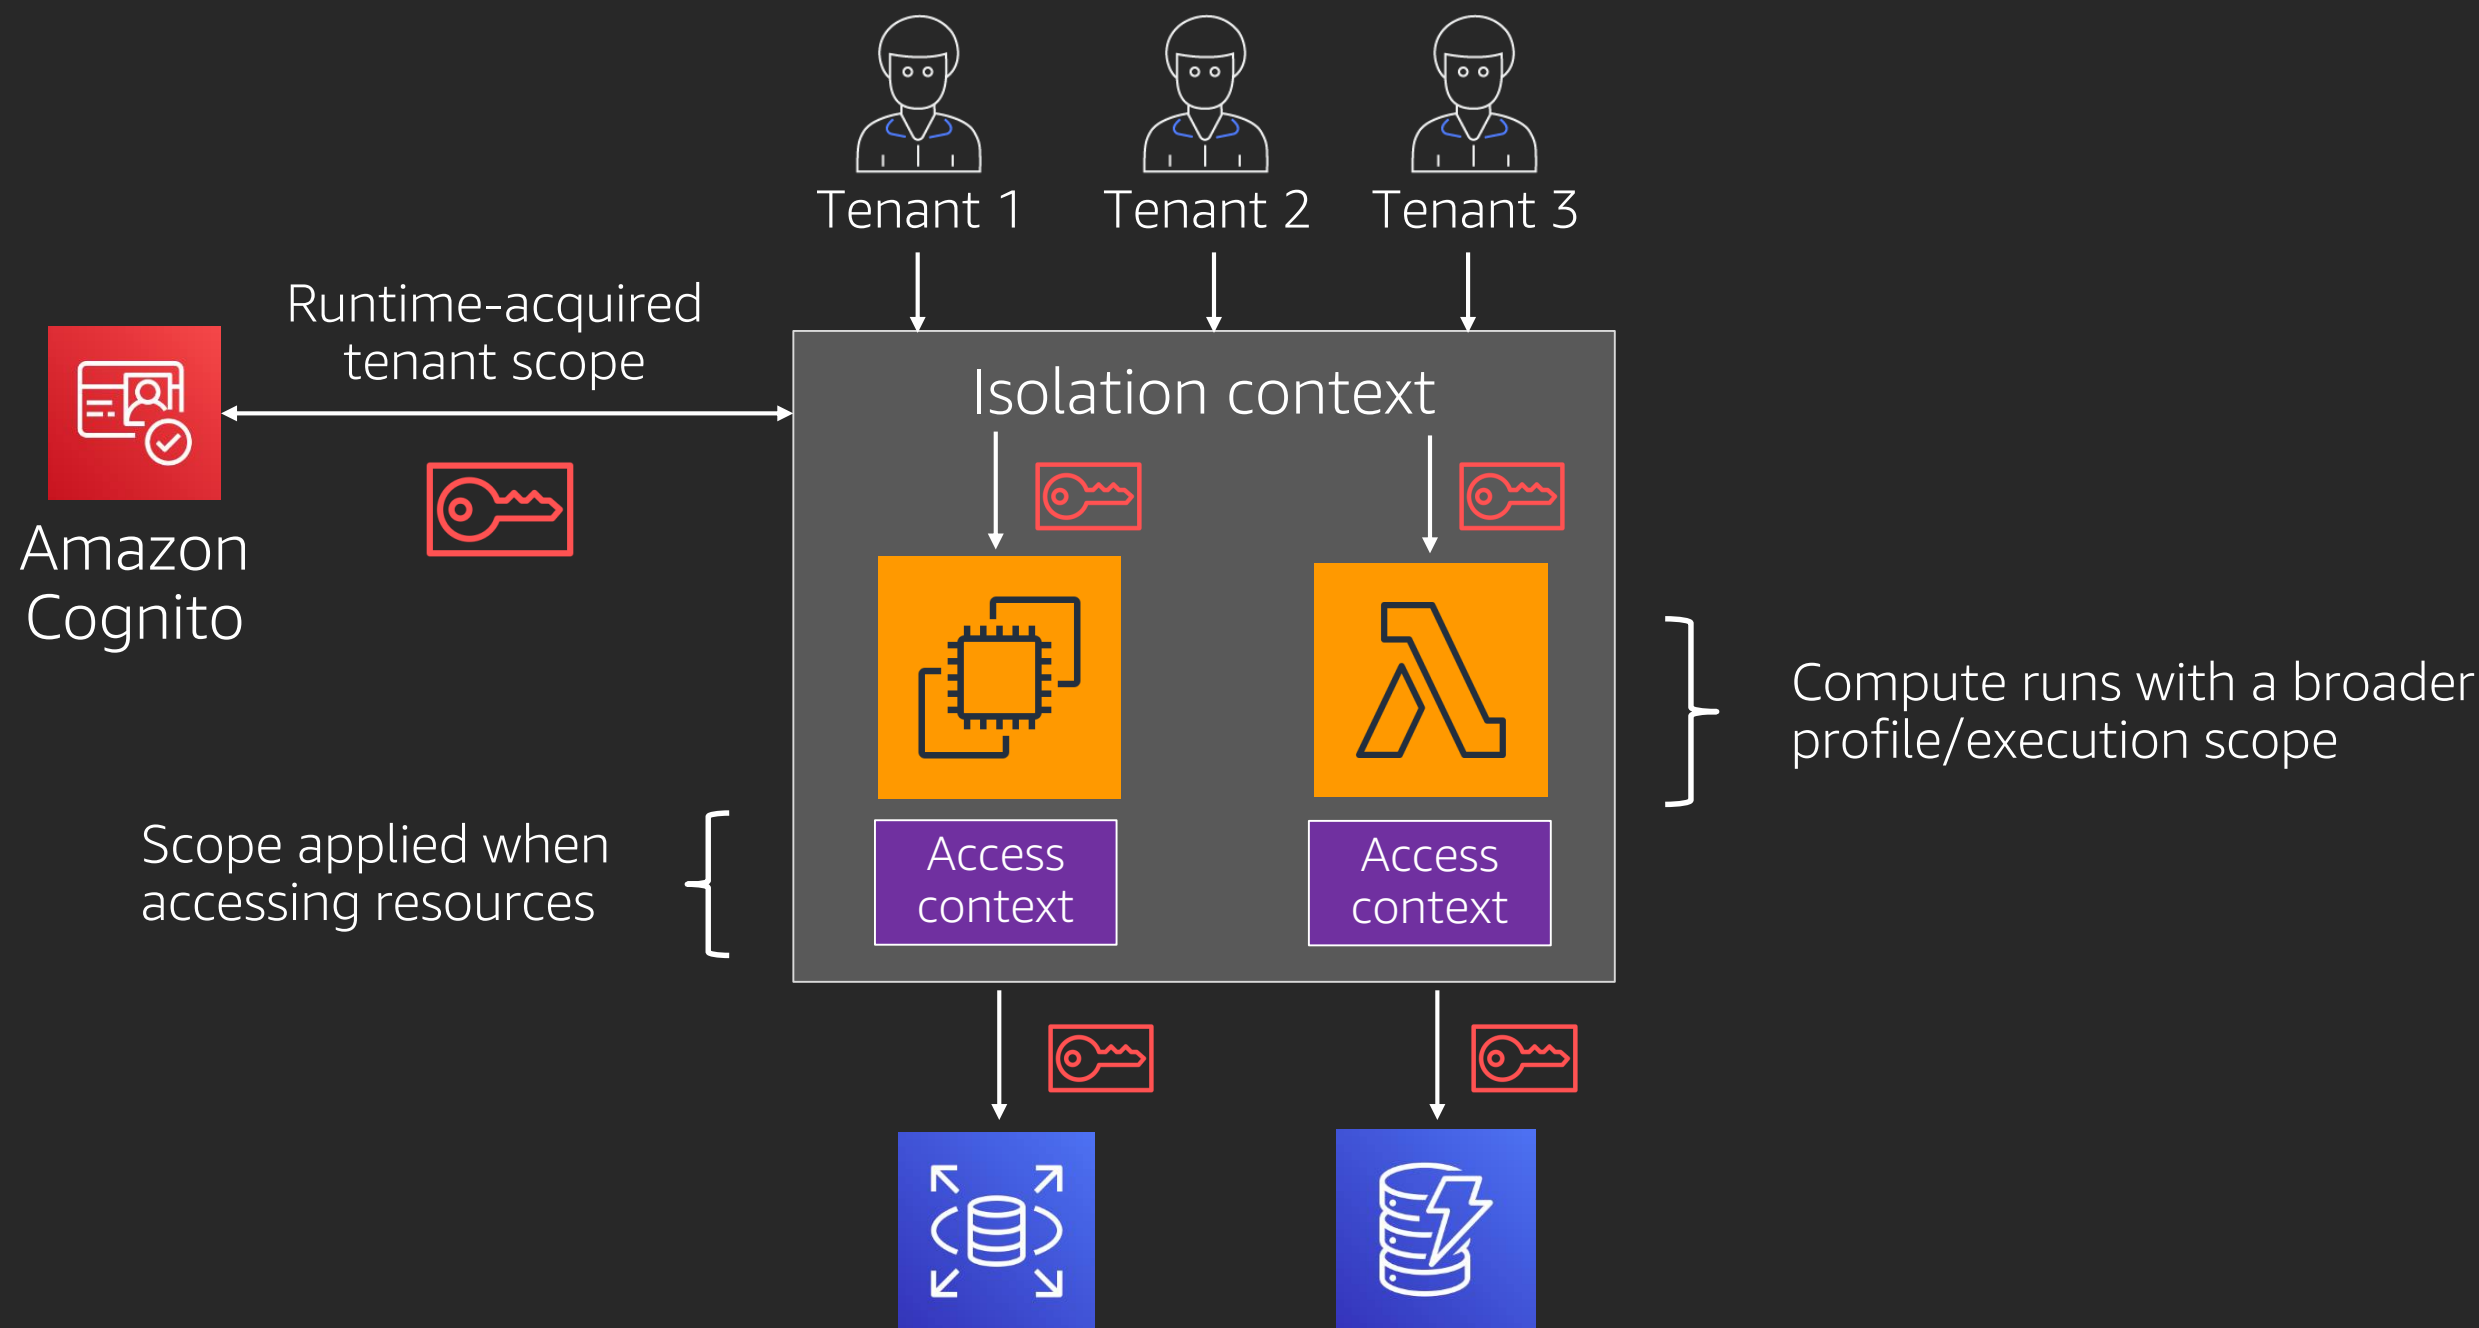 Tenant 1
Tenant 2
Tenant 3
Runtime-acquired
tenant scope
Isolation context
Amazon
Cognito
Compute runs with a broader
profile/execution scope
Scope applied when
accessing resources
Access
context
Access
context